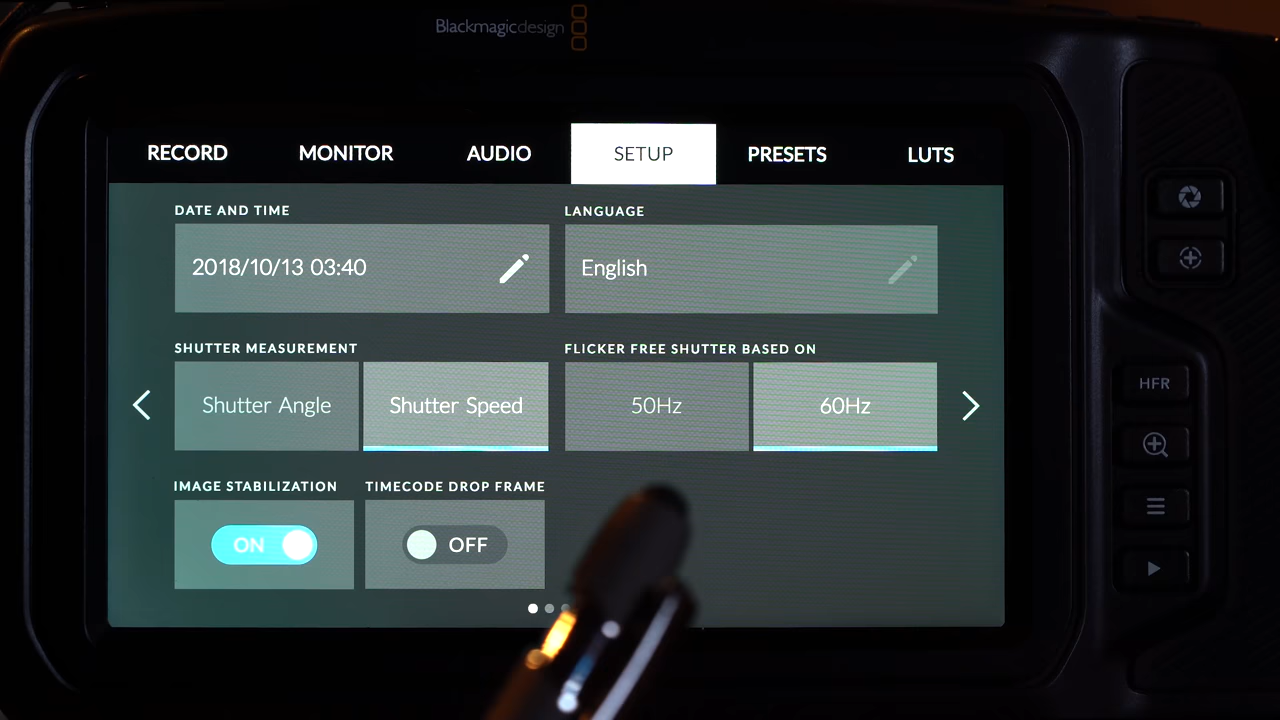 Blackmagicdesign
RECORD MONITOR AUDIO SETUP PRESETS LUTS
DATE AND TIME LANGUAGE
2018/10/13 03:40 English
SHUTTER MEASUREMENT FLICKER FREE SHUTTER BASED ON
Shutter Angle Shutter Speed 50Hz 60Hz
HFR
IMAGE STABILIZATION TIMECODE DROP FRAME
ON OFF